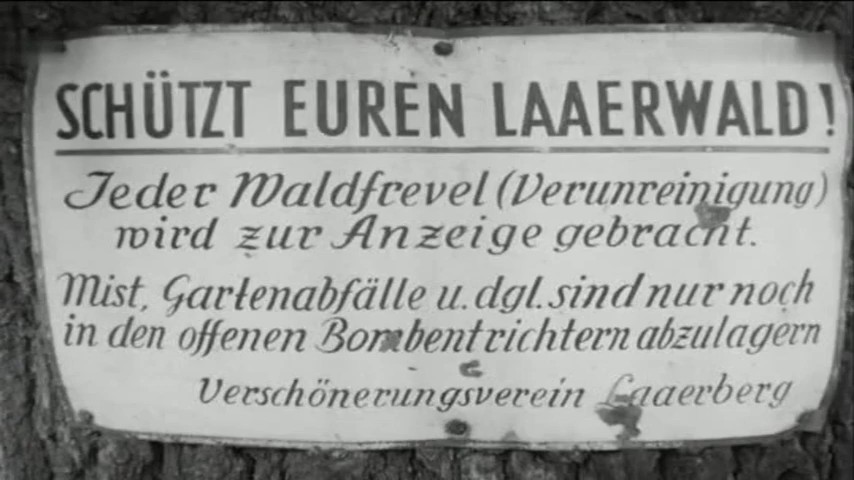 SCHÜTZT EUREN LAAERWALD!
Jeder Waldfrevel (Verunreinigung)
wird zur Anzeige gebracht.
Mist, Gartenabfälle u. dgl. sind nur noch
in den offenen Bombentrichtern abzulagern
Verschönerungsverein Laaerberg